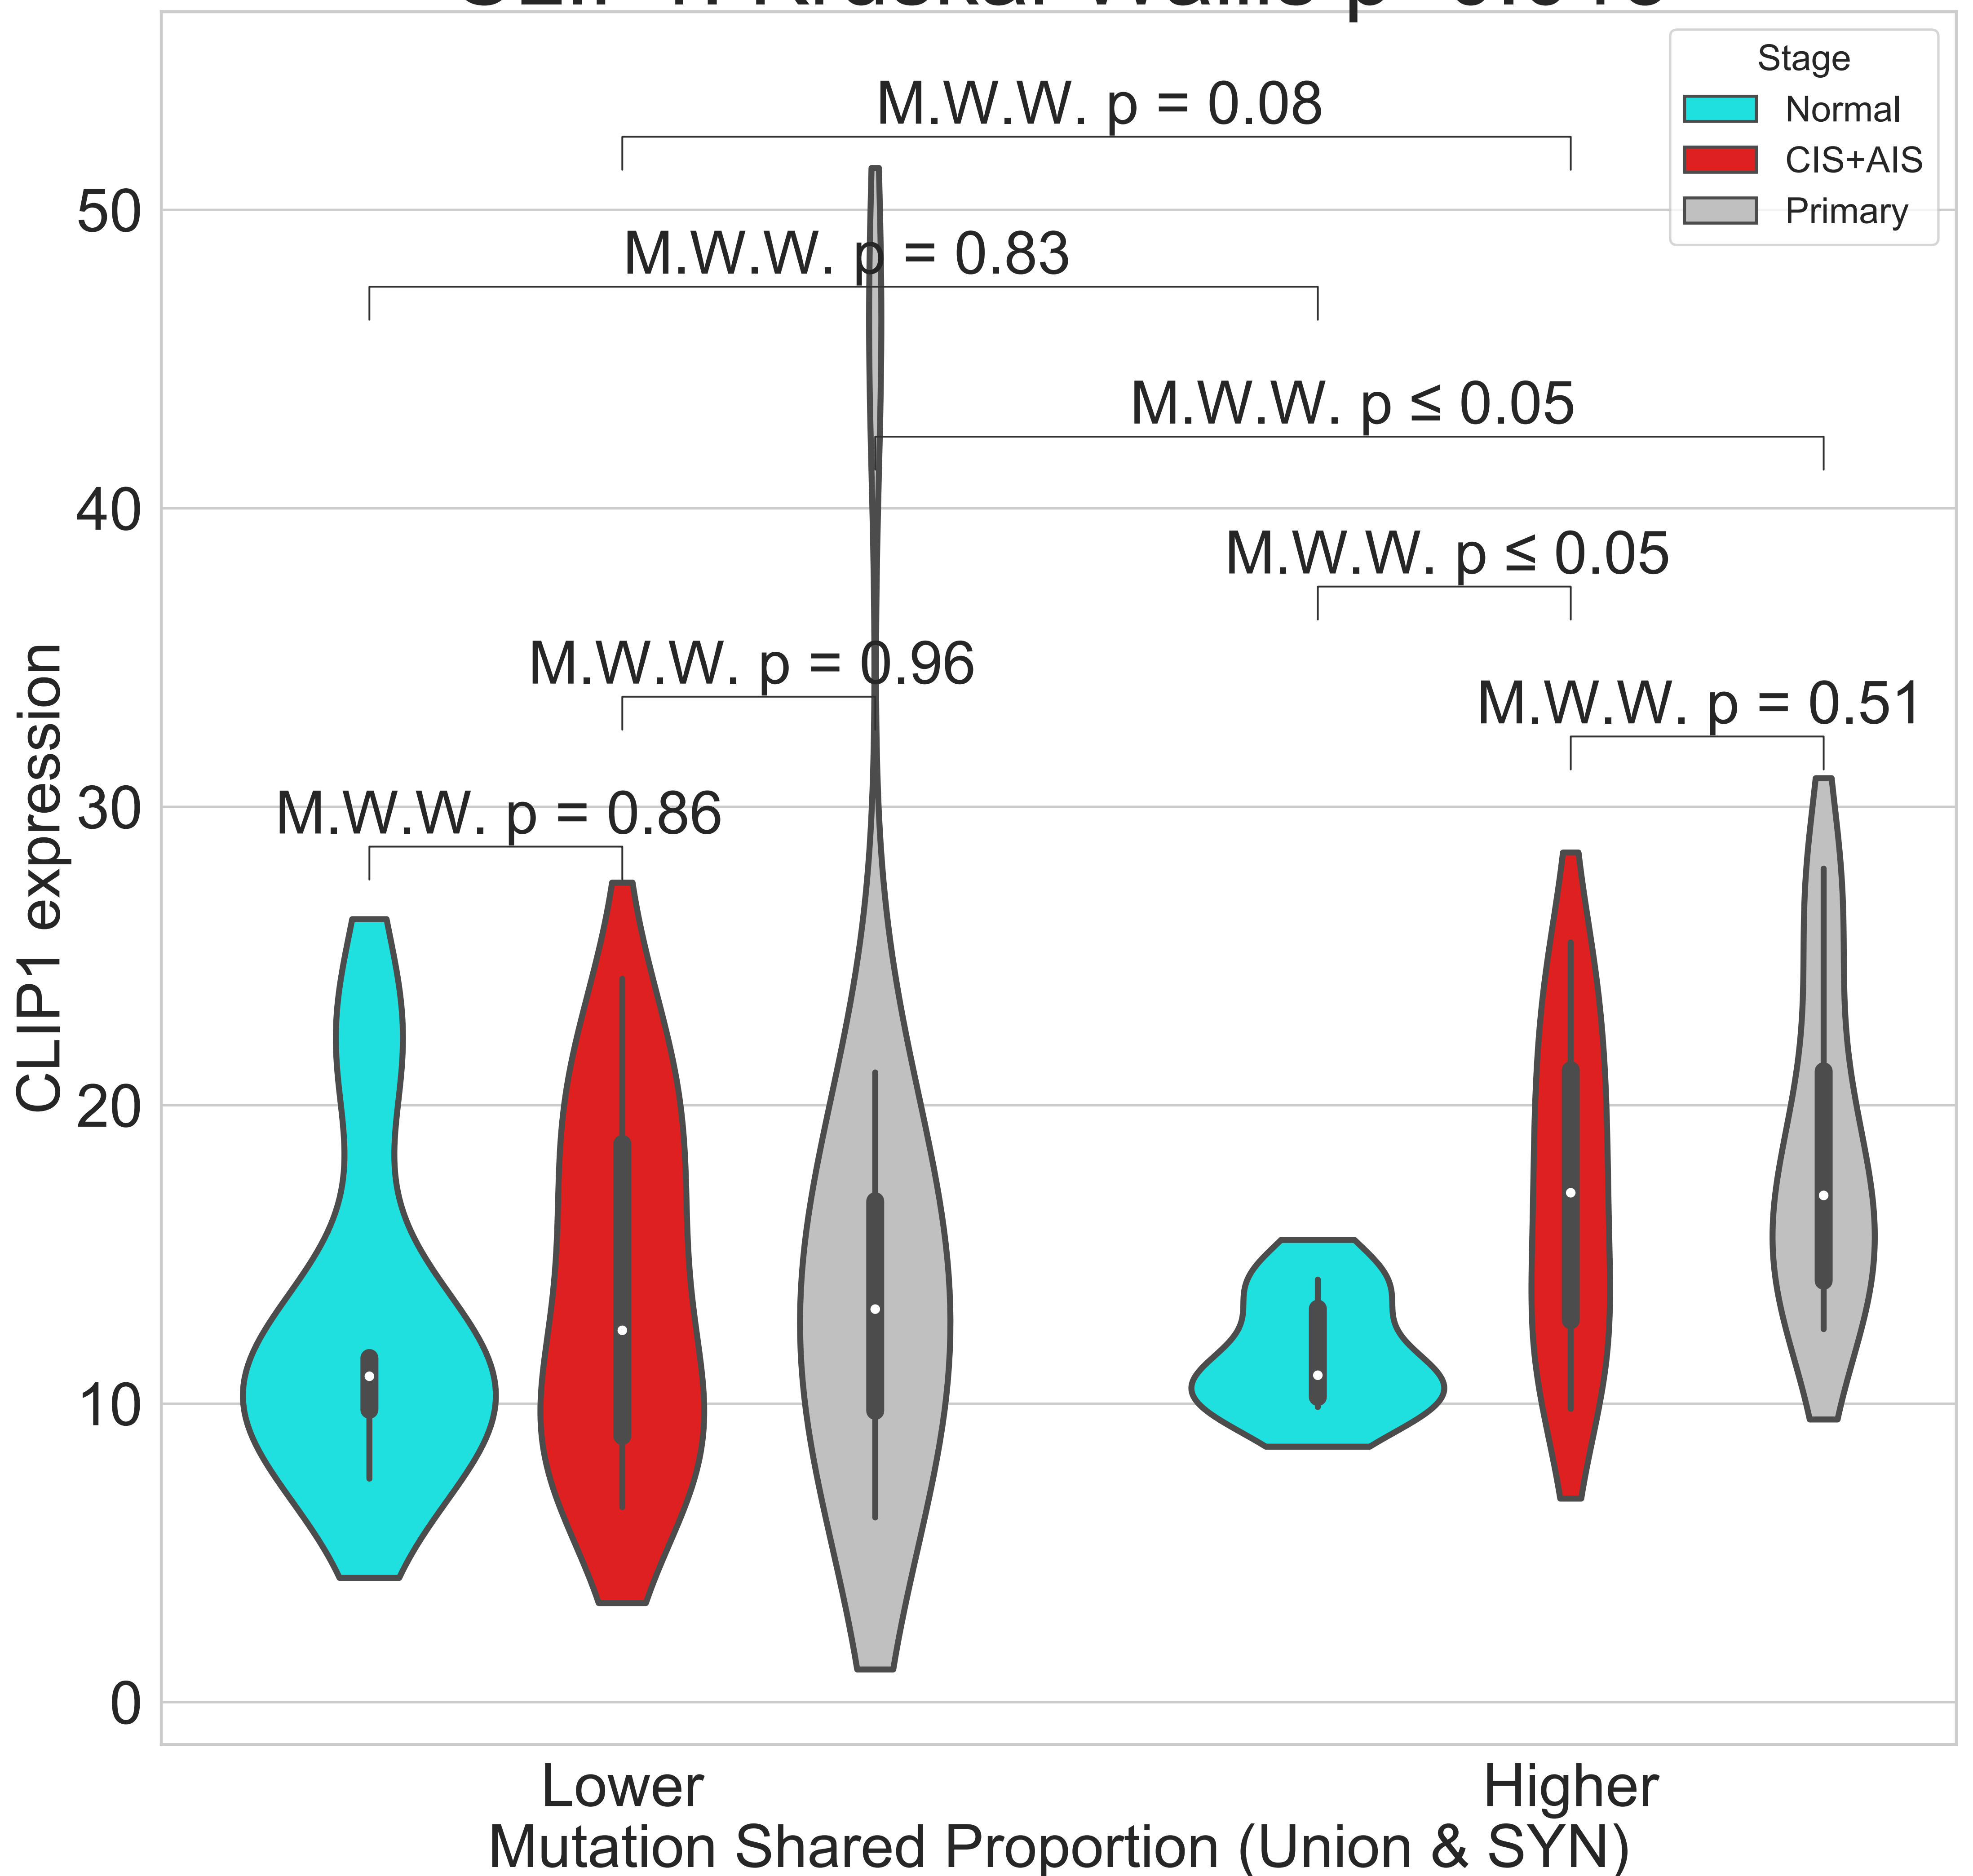 Stage
Normal
CIS+AIS
Primary
M.W.W. p = 0.08
M.W.W. p = 0.83
M.W.W. p ≤ 0.05
M.W.W. p ≤ 0.05
M.W.W. p = 0.96
M.W.W. p = 0.51
M.W.W. p = 0.86
CLIP1 expression
50
40
30
20
10
0
Lower
Higher
Mutation Shared Proportion (Union & SYN)